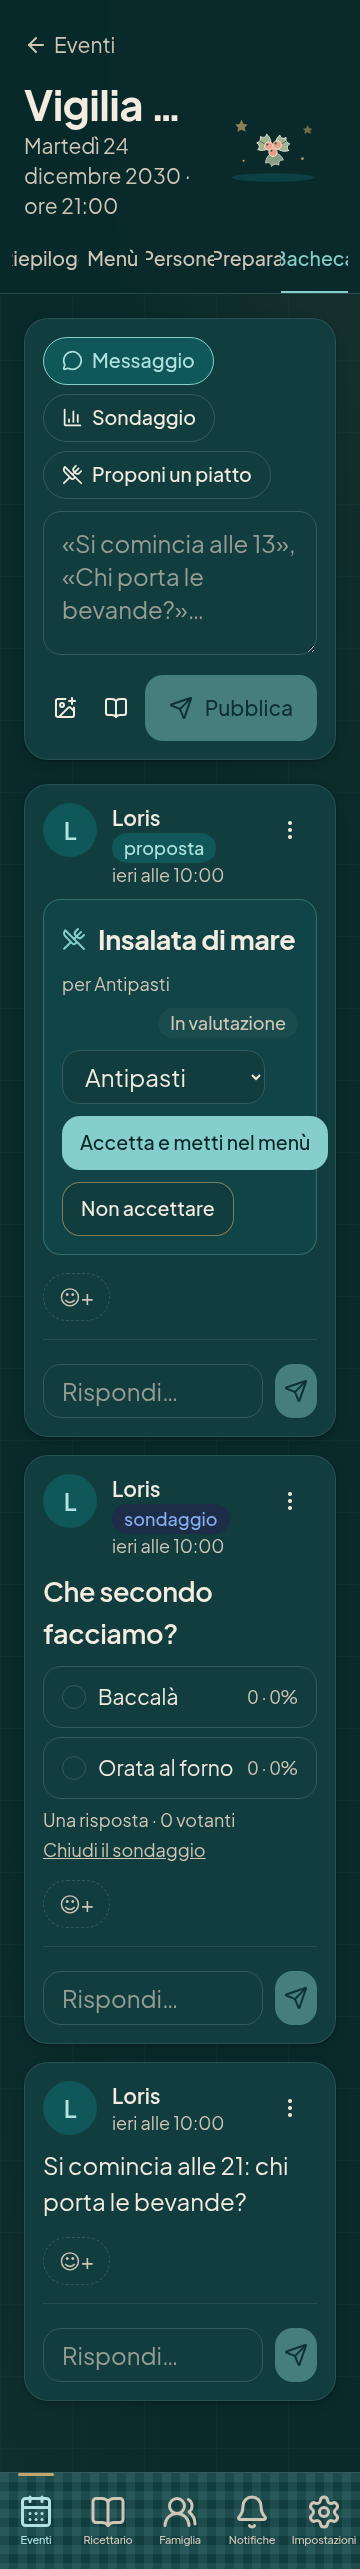 Eventi
Vigilia ...
Martedì 24
dicembre 2030 ·
ore 21:00
iepilog Menù Persone Prepara Bacheca
Messaggio
Sondaggio
Proponi un piatto
«Si comincia alle 13»,
«Chi porta le
bevande?»...
Pubblica
L Loris
proposta
ieri alle 10:00
Insalata di mare
per Antipasti
In valutazione
Antipasti
Accetta e metti nel menù
Non accettare
+
Rispondi...
L Loris
sondaggio
ieri alle 10:00
Che secondo
facciamo?
Baccalà 0 · 0%
Orata al forno 0 · 0%
Una risposta · 0 votanti
Chiudi il sondaggio
+
Rispondi...
L Loris
ieri alle 10:00
Si comincia alle 21: chi
porta le bevande?
+
Rispondi...
Eventi Ricettario Famiglia Notifiche Impostazioni